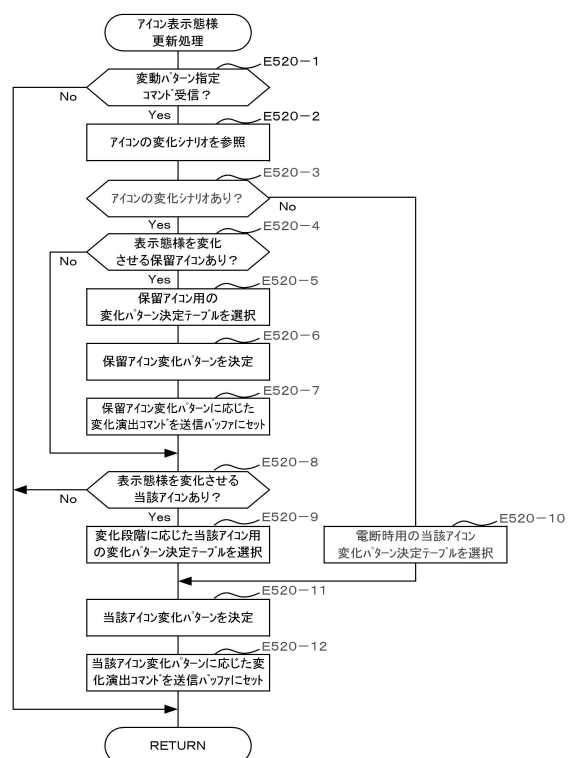 アイコン表示態様
更新処理
E520-1
変動パターン指定
コマンド受信?
No
Yes
E520-2
アイコンの変化シナリオを参照
E520-3
アイコンの変化シナリオあり?
No
Yes
E520-4
表示態様を変化
させる保留アイコンあり?
No
Yes
E520-5
保留アイコン用の
変化パターン決定テーブルを選択
E520-6
保留アイコン変化パターンを決定
E520-7
保留アイコン変化パターンに応じた
変化演出コマンドを送信バッファにセット
E520-8
表示態様を変化させる
当該アイコンあり?
No
Yes
E520-9
変化段階に応じた当該アイコン用
の変化パターン決定テーブルを選択
E520-10
電断時用の当該アイコン
変化パターン決定テーブルを選択
E520-11
当該アイコン変化パターンを決定
E520-12
当該アイコン変化パターンに応じた変
化演出コマンドを送信バッファにセット
RETURN